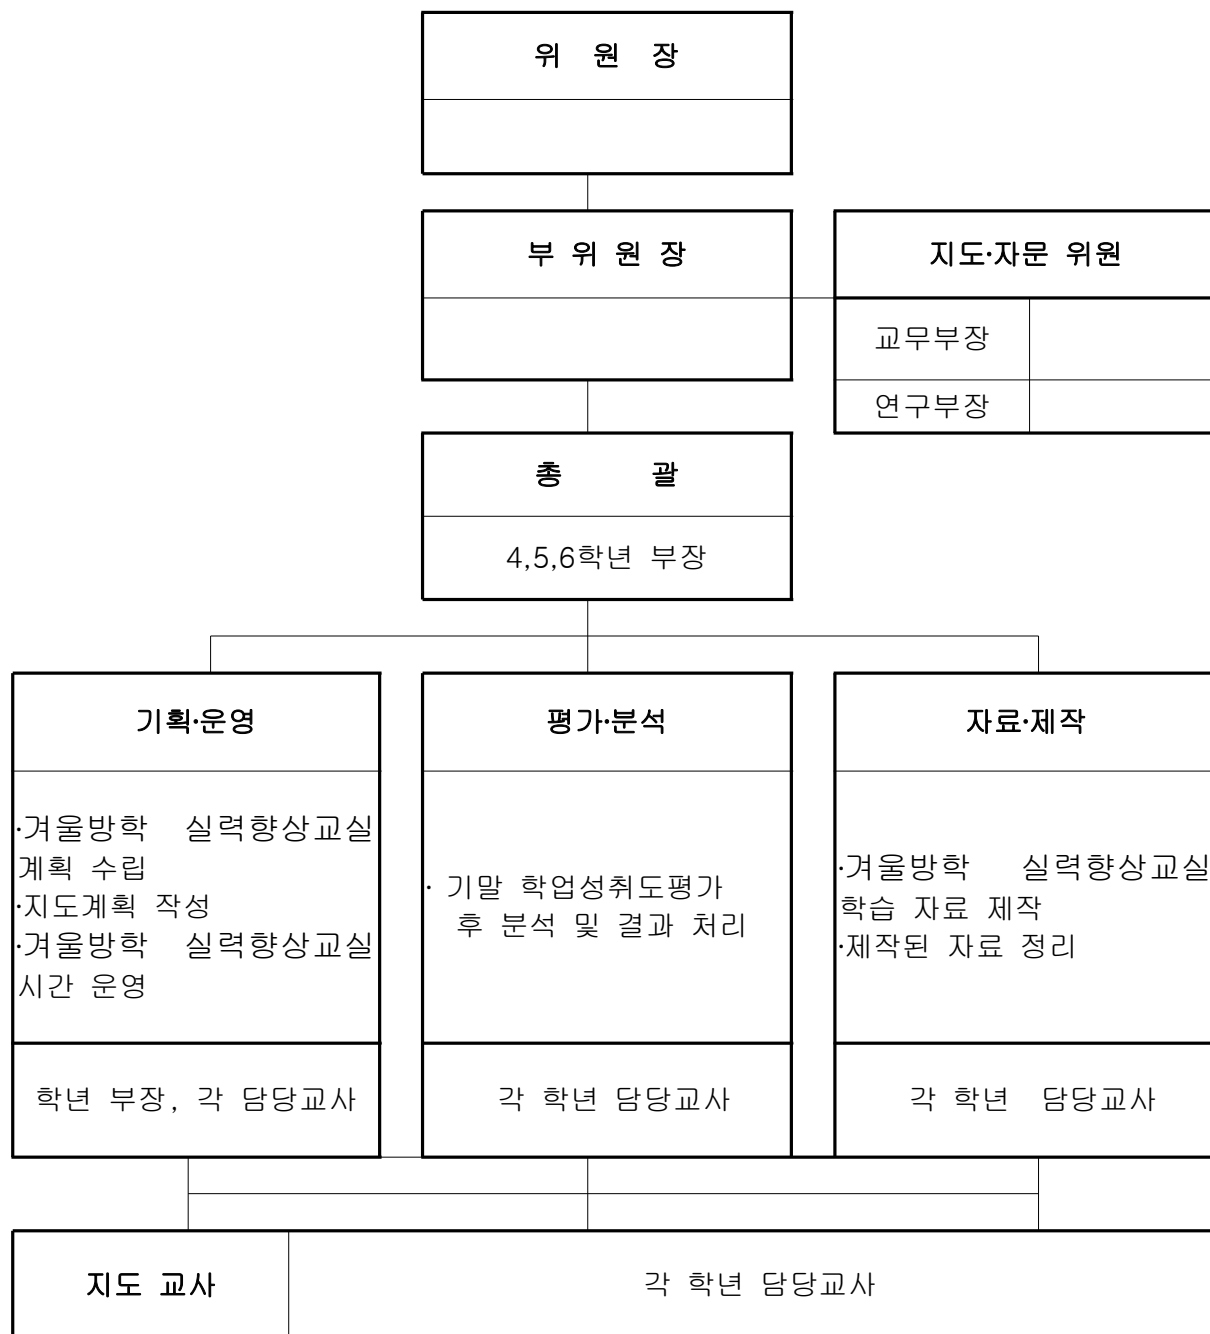 위 원 장
부 위 원 장
지도·자문 위원
교무부장
연구부장
총 괄
4,5,6학년 부장
기획·운영
·겨울방학 실력향상교실
계획 수립
·지도계획 작성
·겨울방학 실력향상교실
시간 운영
학년 부장, 각 담당교사
평가·분석
· 기말 학업성취도평가
후 분석 및 결과 처리
각 학년 담당교사
자료·제작
·겨울방학 실력향상교실
학습 자료 제작
·제작된 자료 정리
각 학년 담당교사
지도 교사
각 학년 담당교사